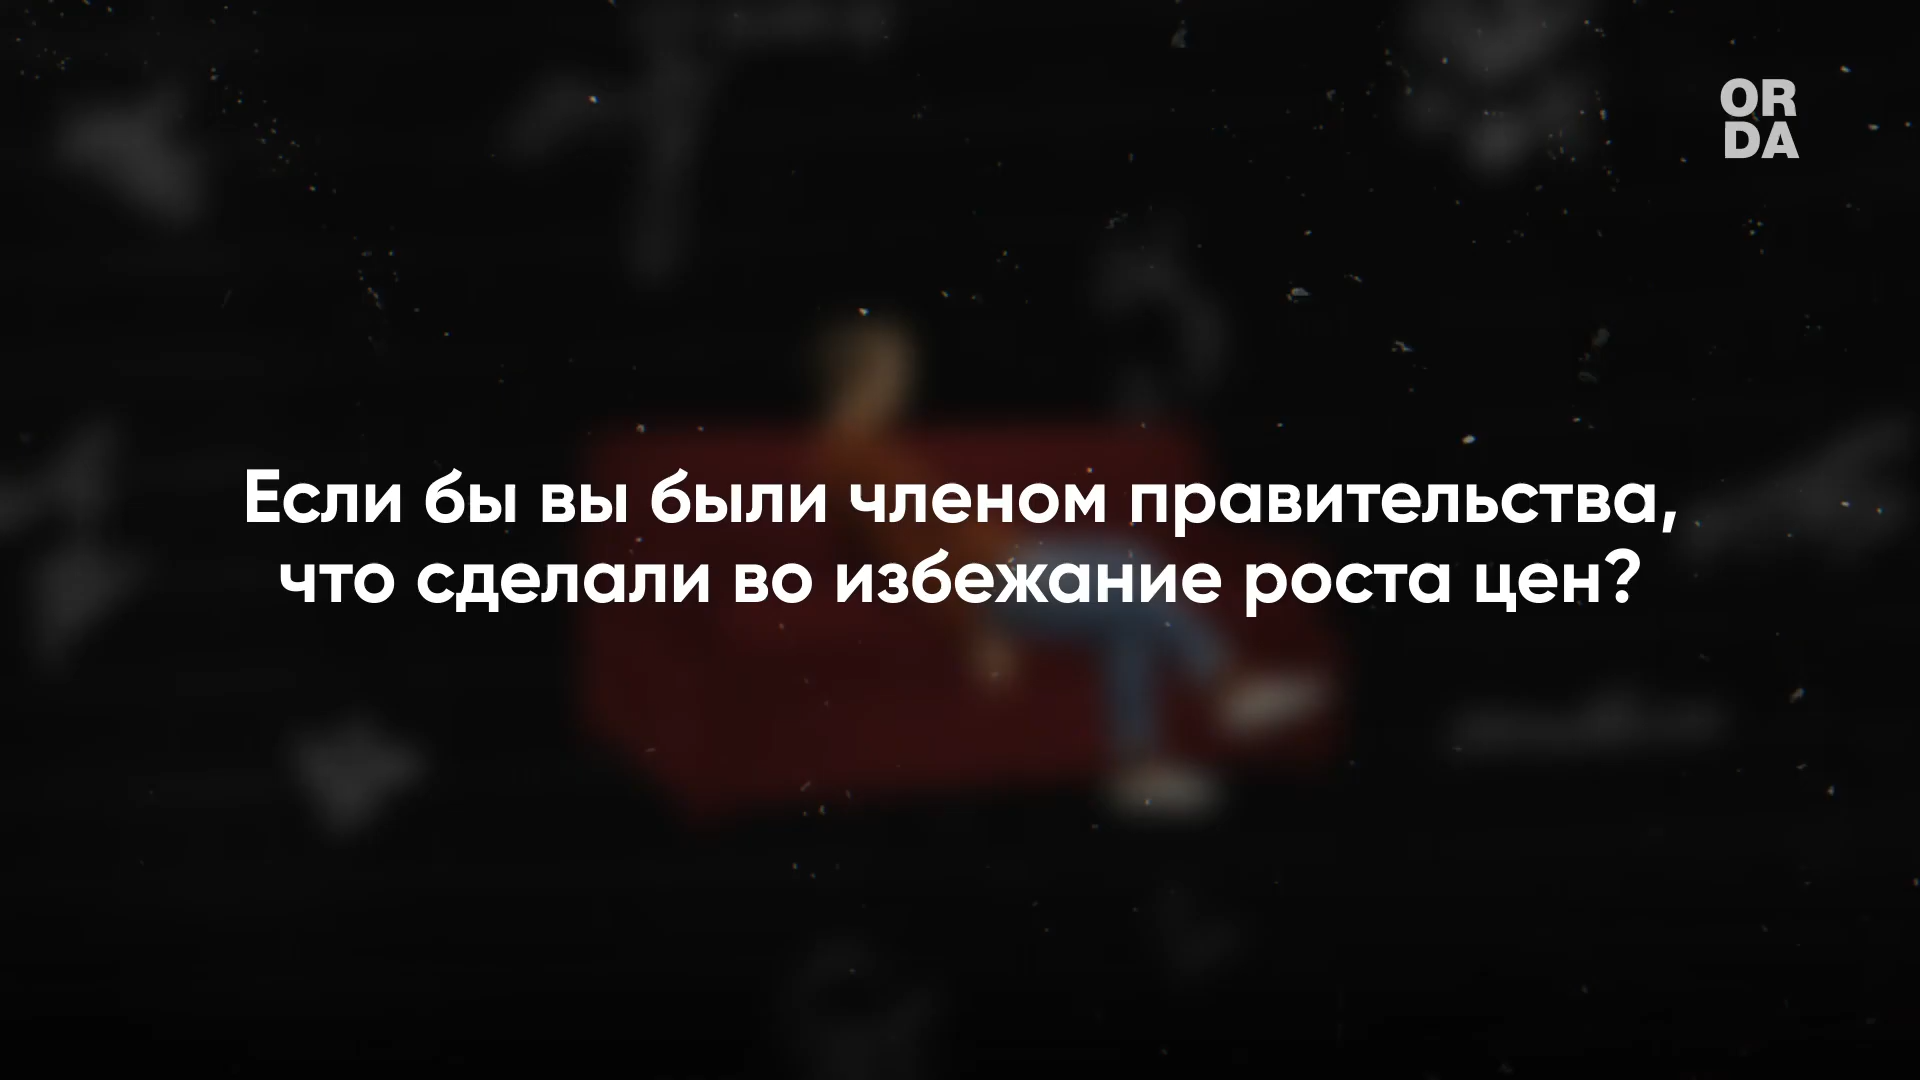 OR
DA
Если бы вы были членом правительства,
что сделали во избежание роста цен?